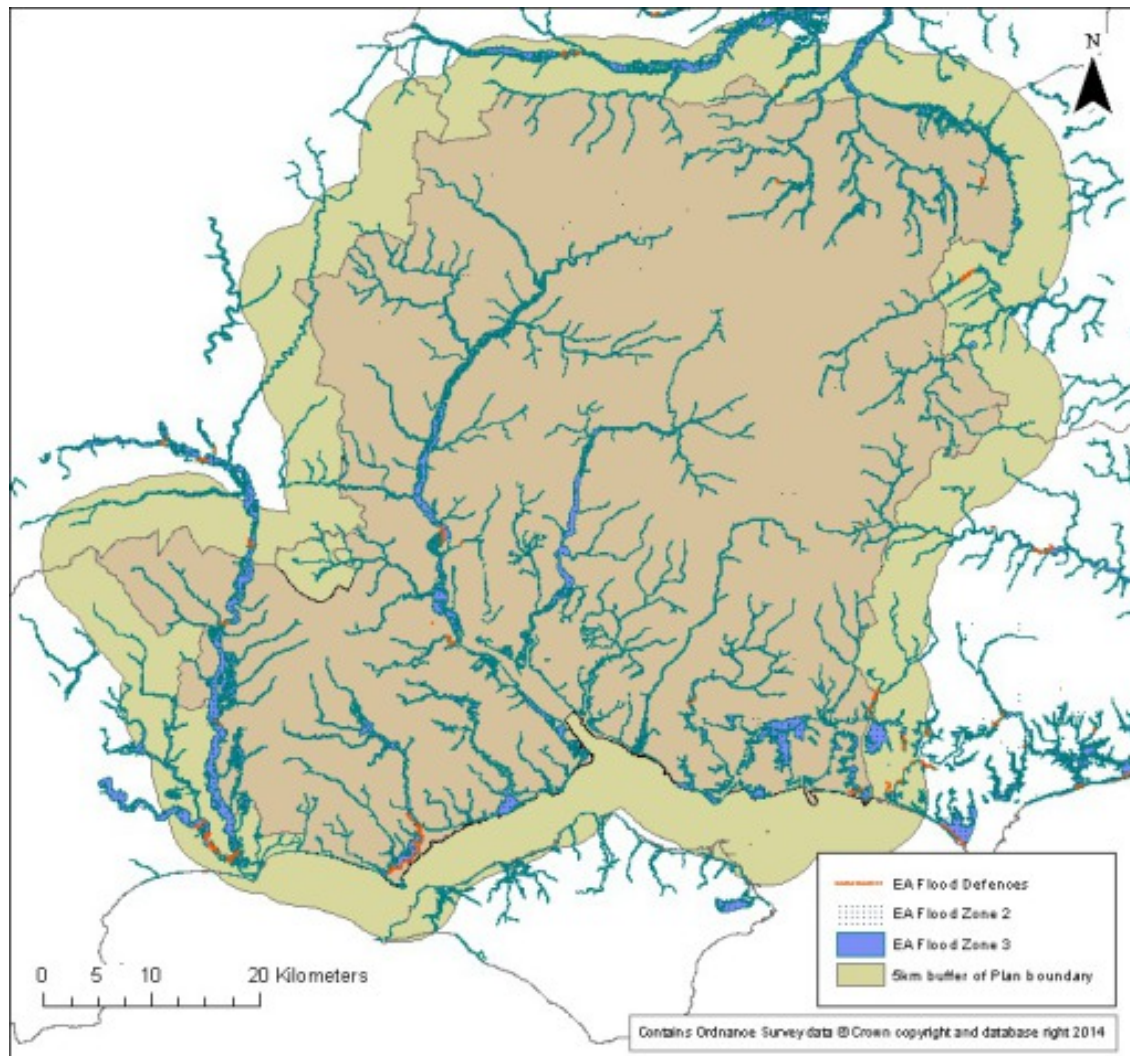 N
EA Flood Defences
EA Flood Zone 2
EA Flood Zone 3
5km buffer of Plan boundary
0 5 10 20 Kilometers
Contains Ordnance Survey data © Crown copyright and database right 2014